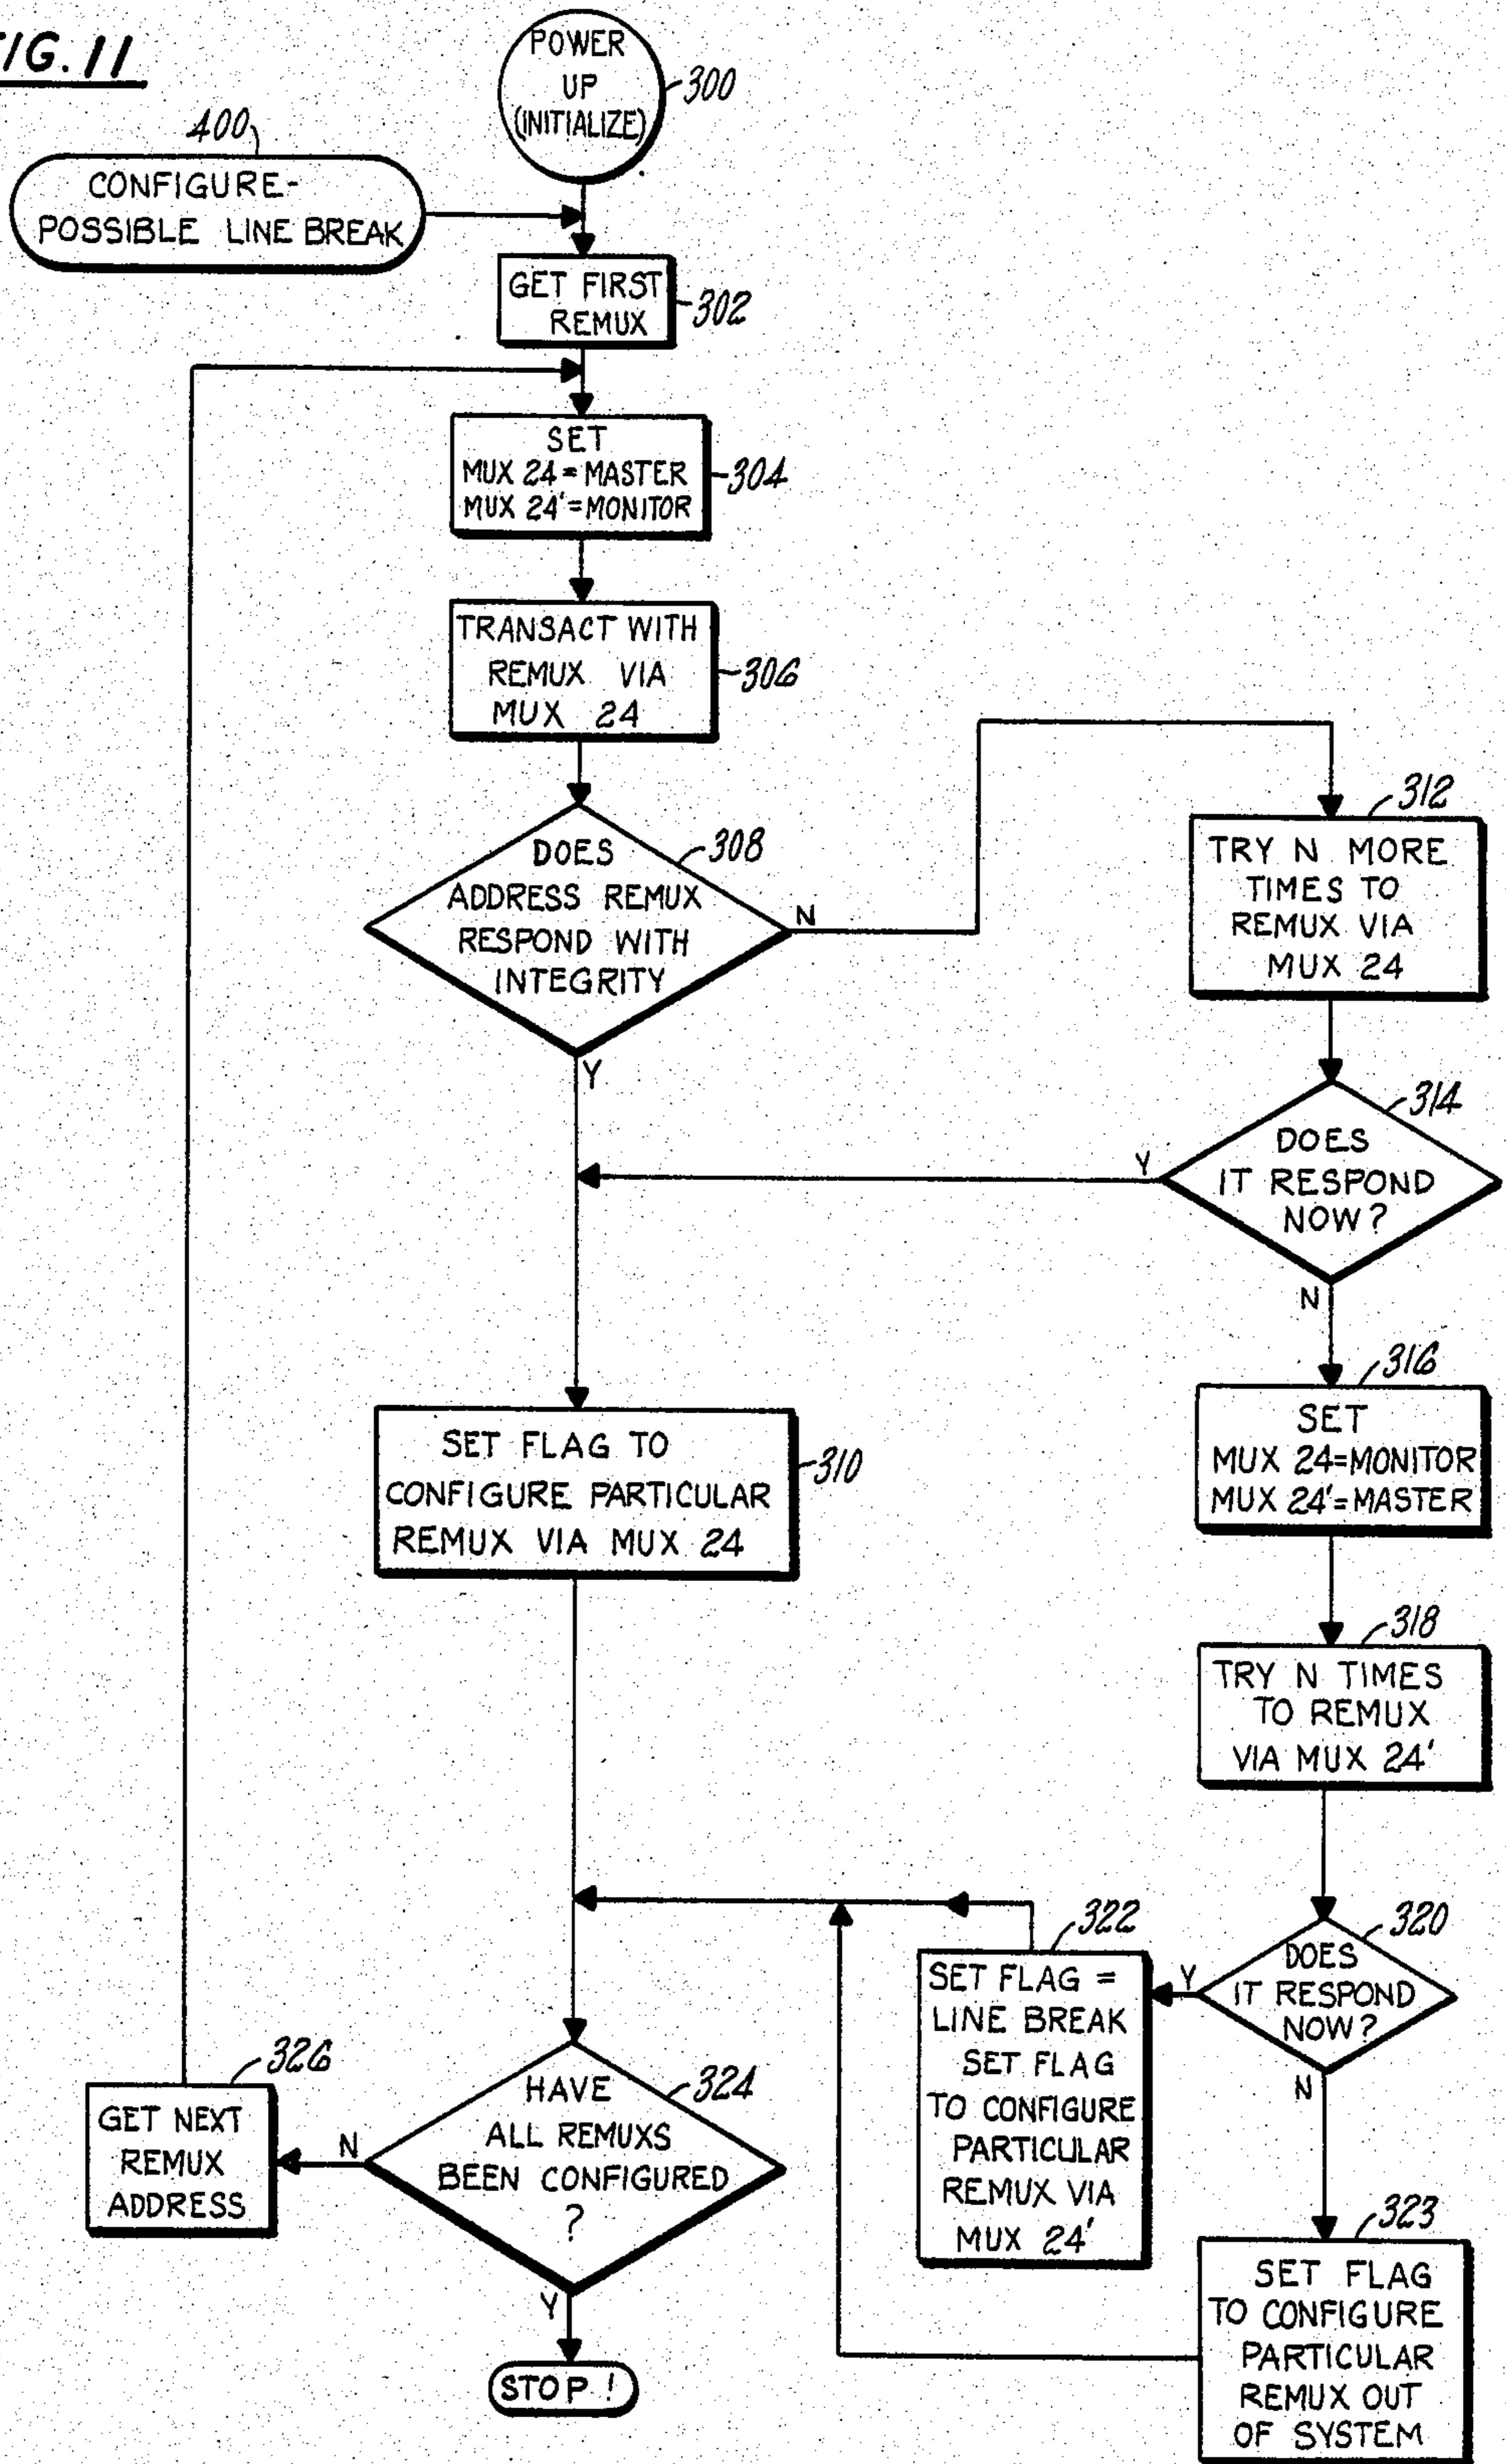 FIG. 11
POWER
UP
(INITIALIZE)
300
400
CONFIGURE-
POSSIBLE LINE BREAK
GET FIRST
REMUX
302
SET
MUX 24 = MASTER
MUX 24' = MONITOR
304
TRANSACT WITH
REMUX VIA
MUX 24
306
DOES
ADDRESS REMUX
RESPOND WITH
INTEGRITY
308
N
Y
312
TRY N MORE
TIMES TO
REMUX VIA
MUX 24
314
DOES
IT RESPOND
NOW?
Y
N
SET FLAG TO
CONFIGURE PARTICULAR
REMUX VIA MUX 24
310
316
SET
MUX 24=MONITOR
MUX 24'=MASTER
318
TRY N TIMES
TO REMUX
VIA MUX 24'
320
DOES
IT RESPOND
NOW?
Y
N
322
SET FLAG =
LINE BREAK
SET FLAG
TO CONFIGURE
PARTICULAR
REMUX VIA
MUX 24'
323
SET FLAG
TO CONFIGURE
PARTICULAR
REMUX OUT
OF SYSTEM
324
HAVE
ALL REMUXS
BEEN CONFIGURED
?
N
Y
326
GET NEXT
REMUX
ADDRESS
STOP!